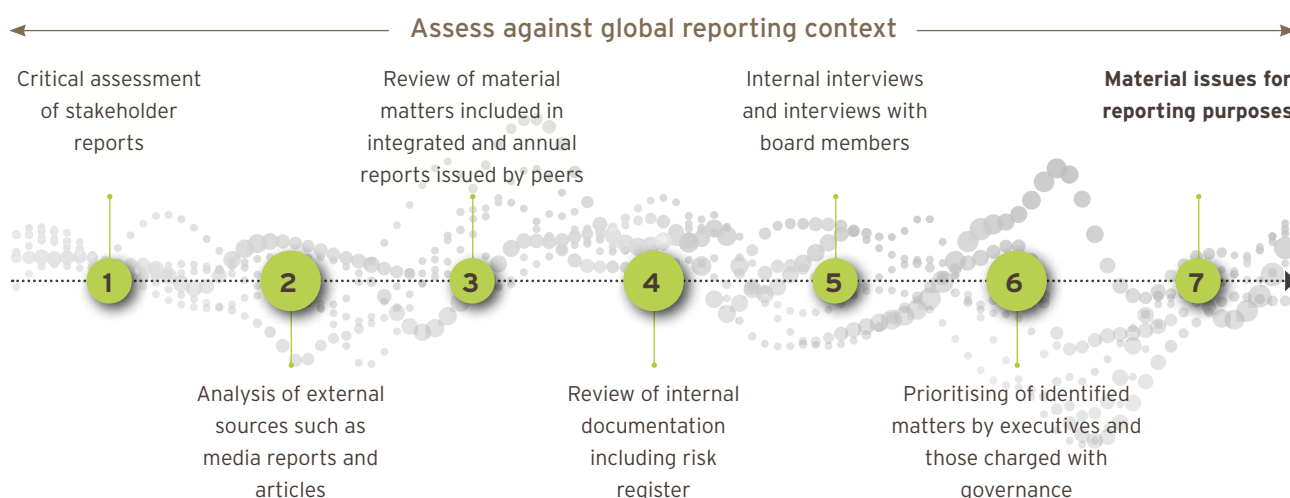 Assess against global reporting context
Critical assessment
of stakeholder
reports
Review of material
matters included in
integrated and annual
reports issued by peers
Internal interviews
and interviews with
board members
Material issues for
reporting purposes
1
2
3
4
5
6
7
Analysis of external
sources such as
media reports and
articles
Review of internal
documentation
including risk
register
Prioritising of identified
matters by executives and
those charged with
governance